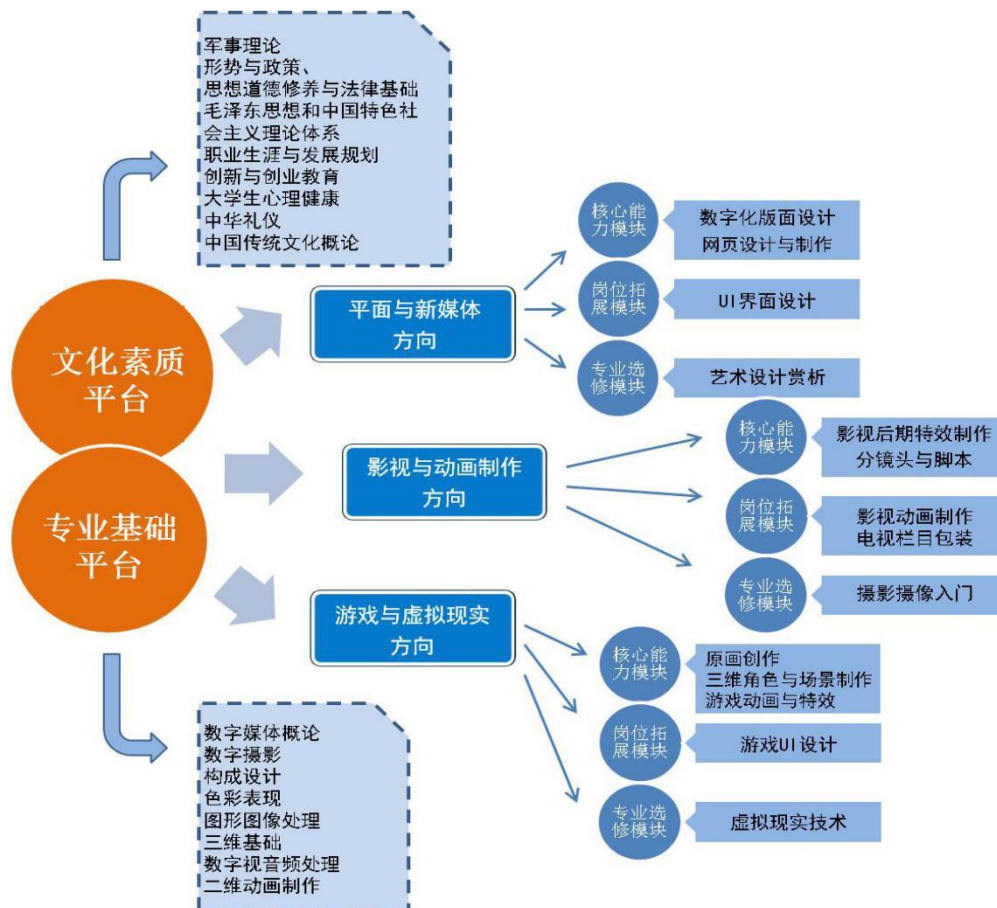 军事理论
形势与政策、
思想道德修养与法律基础
毛泽东思想和中国特色社
会主义理论体系
职业生涯与发展规划
创新与创业教育
大学生心理健康
中华礼仪
中国传统文化概论
文化素质
平台
专业基础
平台
平面与新媒体
方向
核心能
力模块
数字化版面设计
网页设计与制作
岗位拓
展模块
UI界面设计
专业选
修模块
艺术设计赏析
影视与动画制作
方向
核心能
力模块
影视后期特效制作
分镜头与脚本
岗位拓
展模块
影视动画制作
电视栏目包装
专业选
修模块
摄影摄像入门
游戏与虚拟现实
方向
核心能
力模块
原画创作
三维角色与场景制作
游戏动画与特效
岗位拓
展模块
游戏UI设计
专业选
修模块
虚拟现实技术
数字媒体概论
数字摄影
构成设计
色彩表现
图形图像处理
三维基础
数字视音频处理
二维动画制作